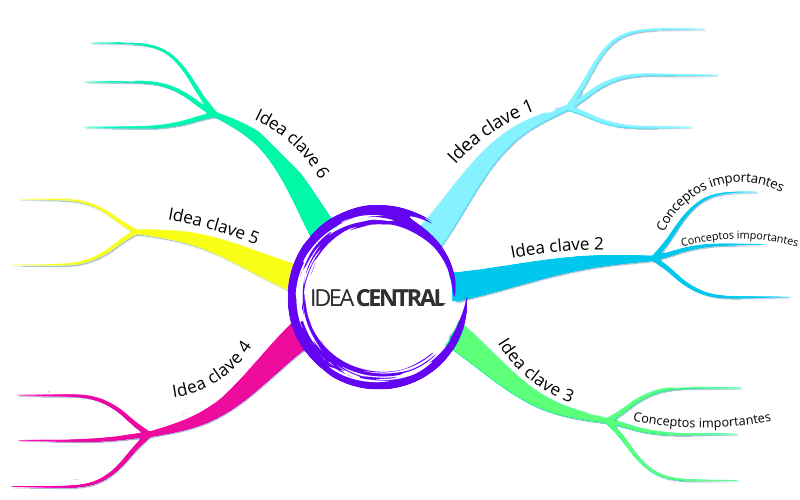 Idea clave 1
Conceptos importantes
Idea clave 2
Conceptos importantes
Idea clave 3
Conceptos importantes
Idea clave 4
Idea clave 5
Idea clave 6
IDEA CENTRAL